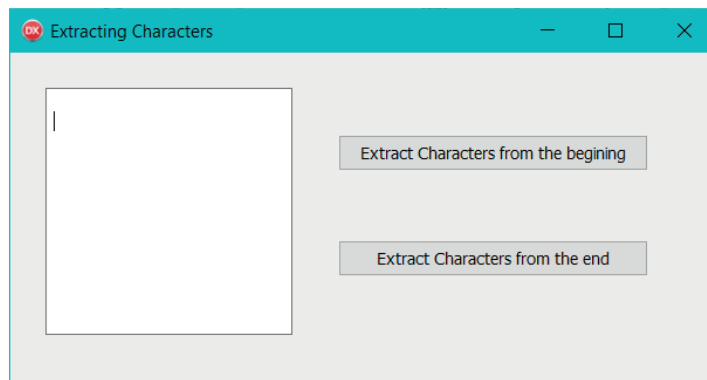 DX Extracting Characters
Extract Characters from the begining
Extract Characters from the end